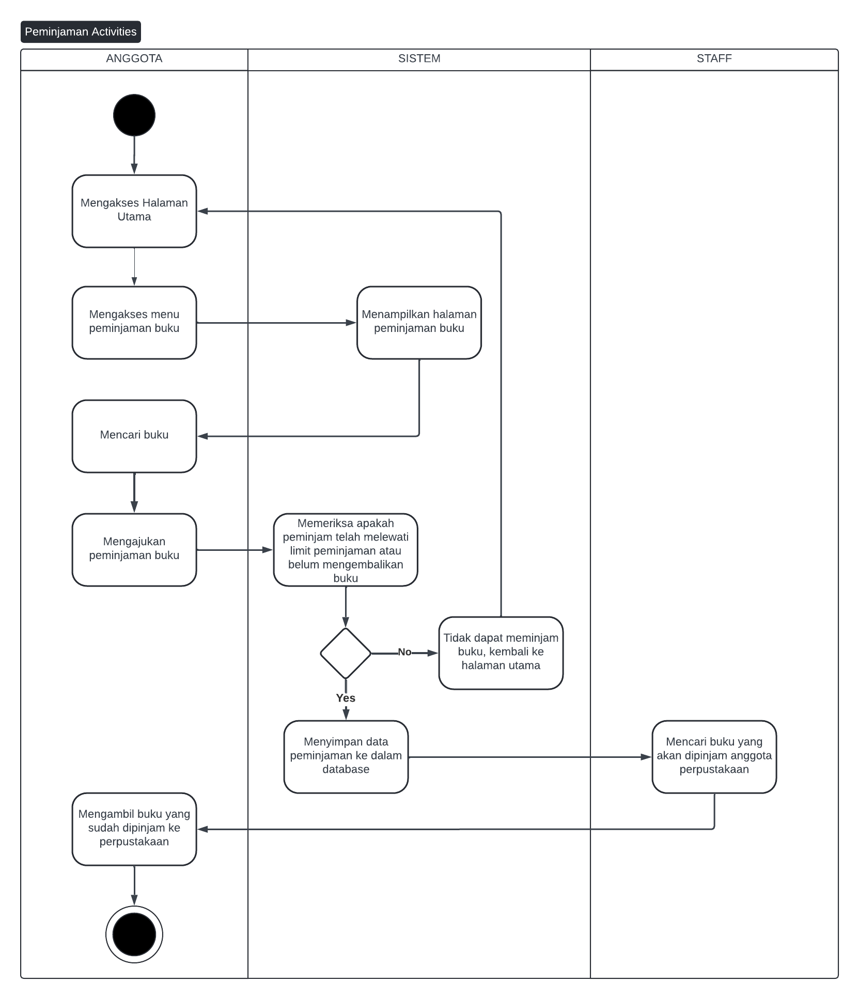 Peminjaman Activities
ANGGOTA
SISTEM
STAFF
Mengakses Halaman
Utama
Mengakses menu
peminjaman buku
Menampilkan halaman
peminjaman buku
Mencari buku
Mengajukan
peminjaman buku
Memeriksa apakah
peminjam telah melewati
limit peminjaman atau
belum mengembalikan
buku
No
Tidak dapat meminjam
buku, kembali ke
halaman utama
Yes
Menyimpan data
peminjaman ke dalam
database
Mencari buku yang
akan dipinjam anggota
perpustakaan
Mengambil buku yang
sudah dipinjam ke
perpustakaan